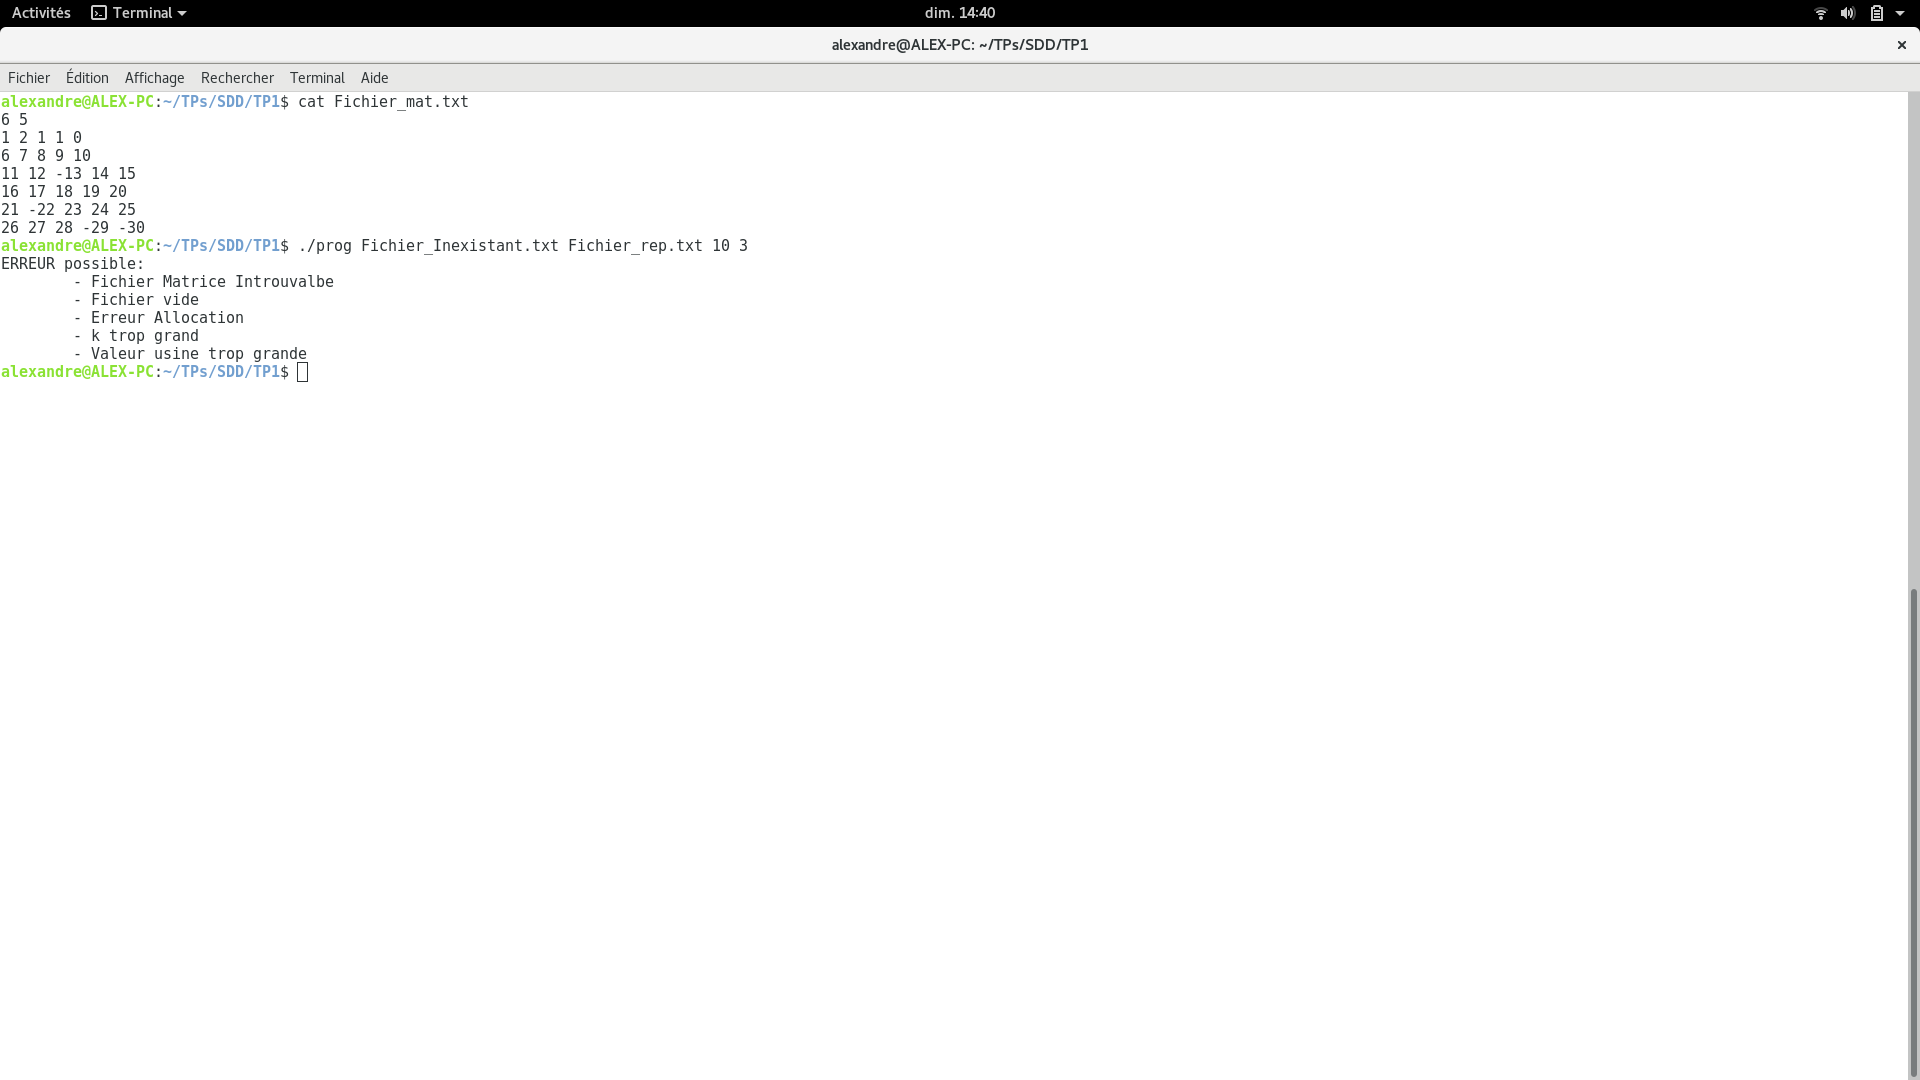 Activités Terminal dim. 14:40
alexandre@ALEX-PC: ~/TPs/SDD/TP1
Fichier Édition Affichage Rechercher Terminal Aide
alexandre@ALEX-PC:~/TPs/SDD/TP1$ cat Fichier_mat.txt
6 5
1 2 1 1 0
6 7 8 9 10
11 12 -13 14 15
16 17 18 19 20
21 -22 23 24 25
26 27 28 -29 -30
alexandre@ALEX-PC:~/TPs/SDD/TP1$ ./prog Fichier_Inexistant.txt Fichier_rep.txt 10 3
ERREUR possible:
- Fichier Matrice Introuvalbe
- Fichier vide
- Erreur Allocation
- k trop grand
- Valeur usine trop grande
alexandre@ALEX-PC:~/TPs/SDD/TP1$